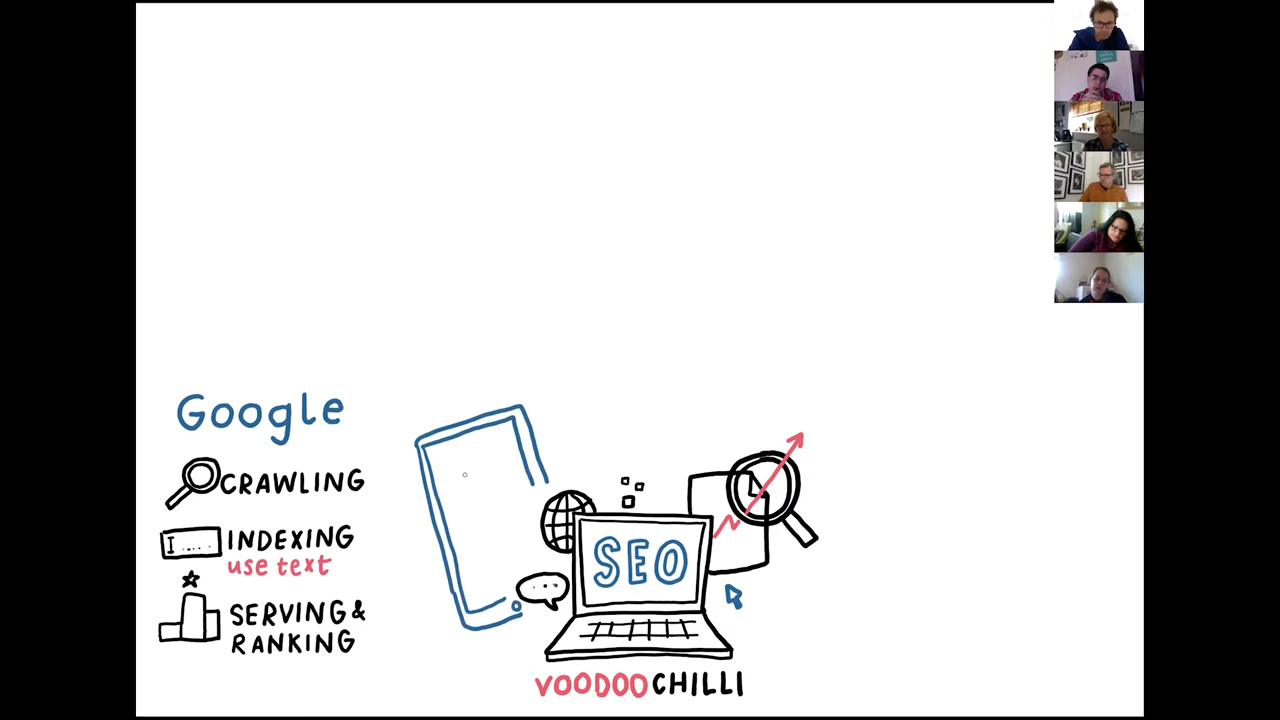 Google
CRAWLING
I.....
INDEXING
use text
SERVING &
RANKING
SEO
VOODOOCHILLI